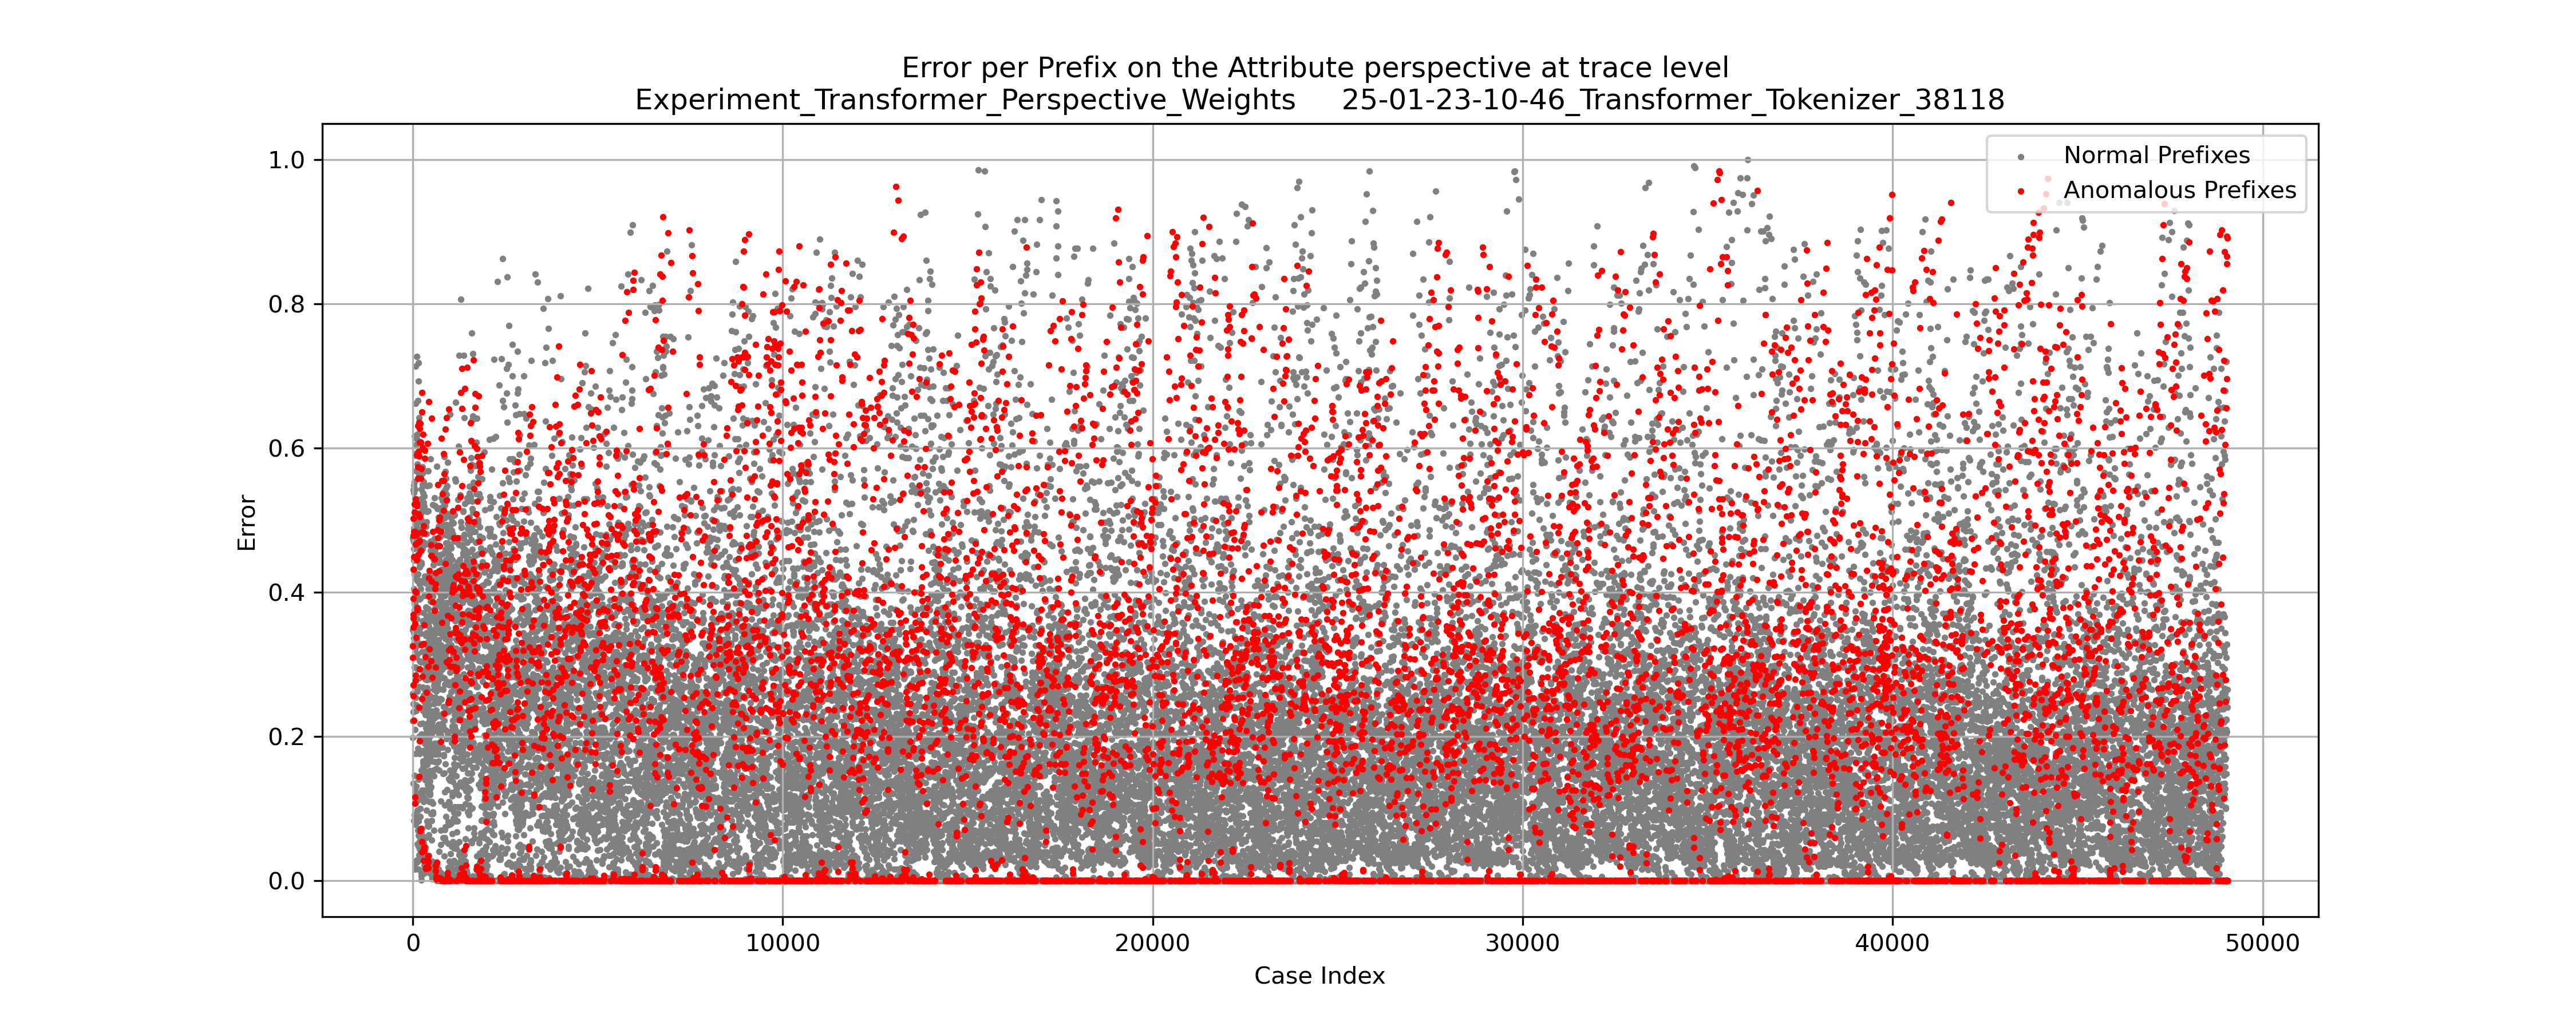 Error per Prefix on the Attribute perspective at trace level
Experiment_Transformer_Perspective_Weights 25-01-23-10-46_Transformer_Tokenizer_38118
Normal Prefixes
Anomalous Prefixes
1.0
0.8
0.6
0.4
0.2
0.0
Error
0 10000 20000 30000 40000 50000
Case Index